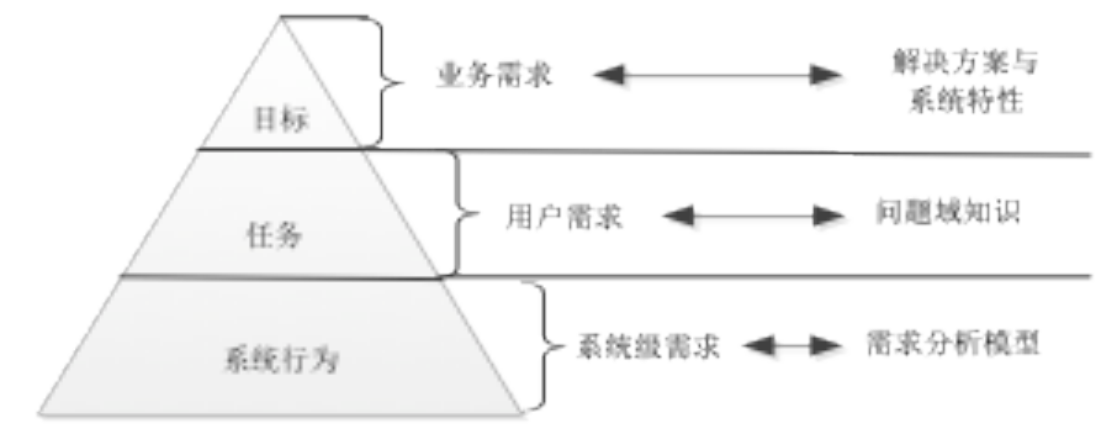 目标
业务需求
解决方案与
系统特性
任务
用户需求
问题域知识
系统行为
系统级需求
需求分析模型